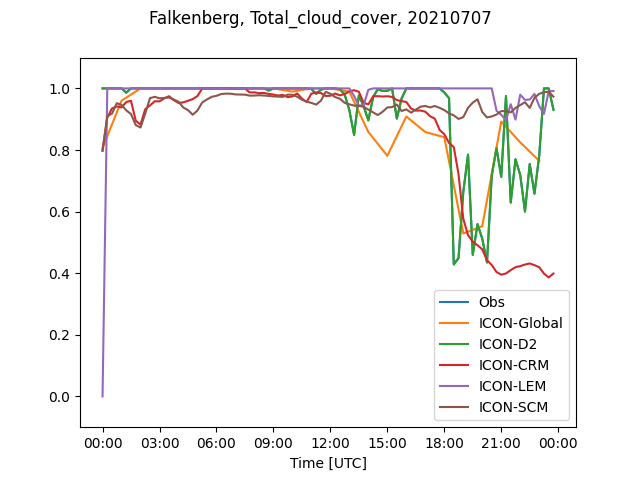 Falkenberg, Total_cloud_cover, 20210707
1.0
0.8
0.6
0.4
0.2
0.0
Obs
ICON-Global
ICON-D2
ICON-CRM
ICON-LEM
ICON-SCM
00:00 03:00 06:00 09:00 12:00 15:00 18:00 21:00 00:00
Time [UTC]